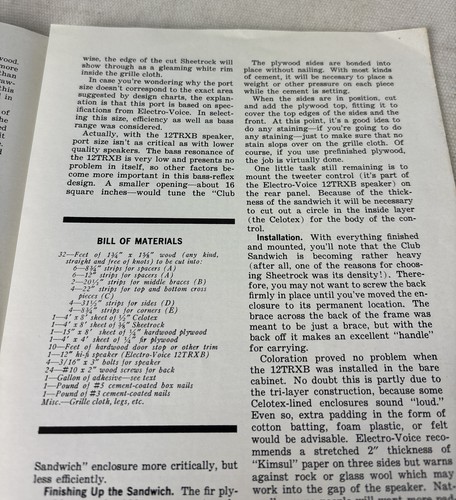 wood.
more
than
aw-
this
d in
of
the
ed
it
wise, the edge of the cut Sheetrock will
show through as a gleaming white rim
inside the grille cloth.
In case you're wondering why the port
size doesn't correspond to the exact area
suggested by design charts, the expla-
nation is that this port is based on spec-
ifications from Electro-Voice. In select-
ing this size, efficiency as well as bass
range was considered.
Actually, with the 12TRXB speaker,
port size isn't as critical as with lower
quality speakers. The bass resonance of
the 12TRXB is very low and presents no
problem in itself, so other factors be-
come more important in this bass-reflex
design. A smaller opening—about 16
square inches—would tune the "Club
BILL OF MATERIALS
32—Feet of 1¾" x 1⅝" wood (any kind,
straight and free of knots) to be cut into:
6—8¾" strips for spacers (A)
6—12" strips for spacers (A)
2—20½" strips for middle braces (B)
4—22" strips for top and bottom cross
pieces (C)
4—31½" strips for sides (D)
4—8¾" strips for corners (E)
1—4' x 8' sheet of ½" Celotex
1—4' x 8' sheet of ⅜" Sheetrock
1—15" x 8" sheet of ¼" hardwood plywood
1—4' x 4' sheet of ¼" fir plywood
10—Feet of hardwood door stop or other trim
1—12" hi-fi speaker (Electro-Voice 12TRXB)
4—3/16" x 3" bolts for speaker
24—#10 x 2" wood screws for back
1—Gallon of adhesive—see text
1—Pound of #5 cement-coated box nails
1—Pound of #3 cement-coated nails
Misc.—Grille cloth, legs, etc.
Sandwich" enclosure more critically, but
less efficiently.
Finishing Up the Sandwich. The fir ply-
The plywood sides are bonded into
place without nailing. With most kinds
of cement, it will be necesary to place a
weight or other pressure on each piece
while the cement is setting.
When the sides are in position, cut
and add the plywood top, fitting it to
cover the top edges of the sides and the
front. At this point, it's a good idea to
do any staining—if you're going to do
any staining—just to make sure that no
stain slops over on the grille cloth. Of
course, if you use prefinished plywood,
the job is virtually done.
One little task still remaining is to
mount the tweeter control (it's part of
the Electro-Voice 12TRXB speaker) on
the rear panel. Because of the thick-
ness of the sandwich it will be necessary
to cut out a circle in the inside layer
(the Celotex) for the body of the con-
trol.
Installation. With everything finished
and mounted, you'll note that the Club
Sandwich is becoming rather heavy
(after all, one of the reasons for choos-
ing Sheetrock was its density!). There-
fore, you may not want to screw the back
firmly in place until you've moved the en-
closure to its permanent location. The
brace across the back of the frame was
meant to be just a brace, but with the
back off it makes an excellent "handle"
for carrying.
Coloration proved no problem when
the 12TRXB was installed in the bare
cabinet. No doubt this is partly due to
the tri-layer construction, because some
Celotex-lined enclosures sound "loud."
Even so, extra padding in the form of
cotton batting, foam plastic, or felt
would be advisable. Electro-Voice recom-
mends a stretched 2" thickness of
"Kimsul" paper on three sides but warns
against rock or glass wool which may
work into the gap of the speaker. Nat-